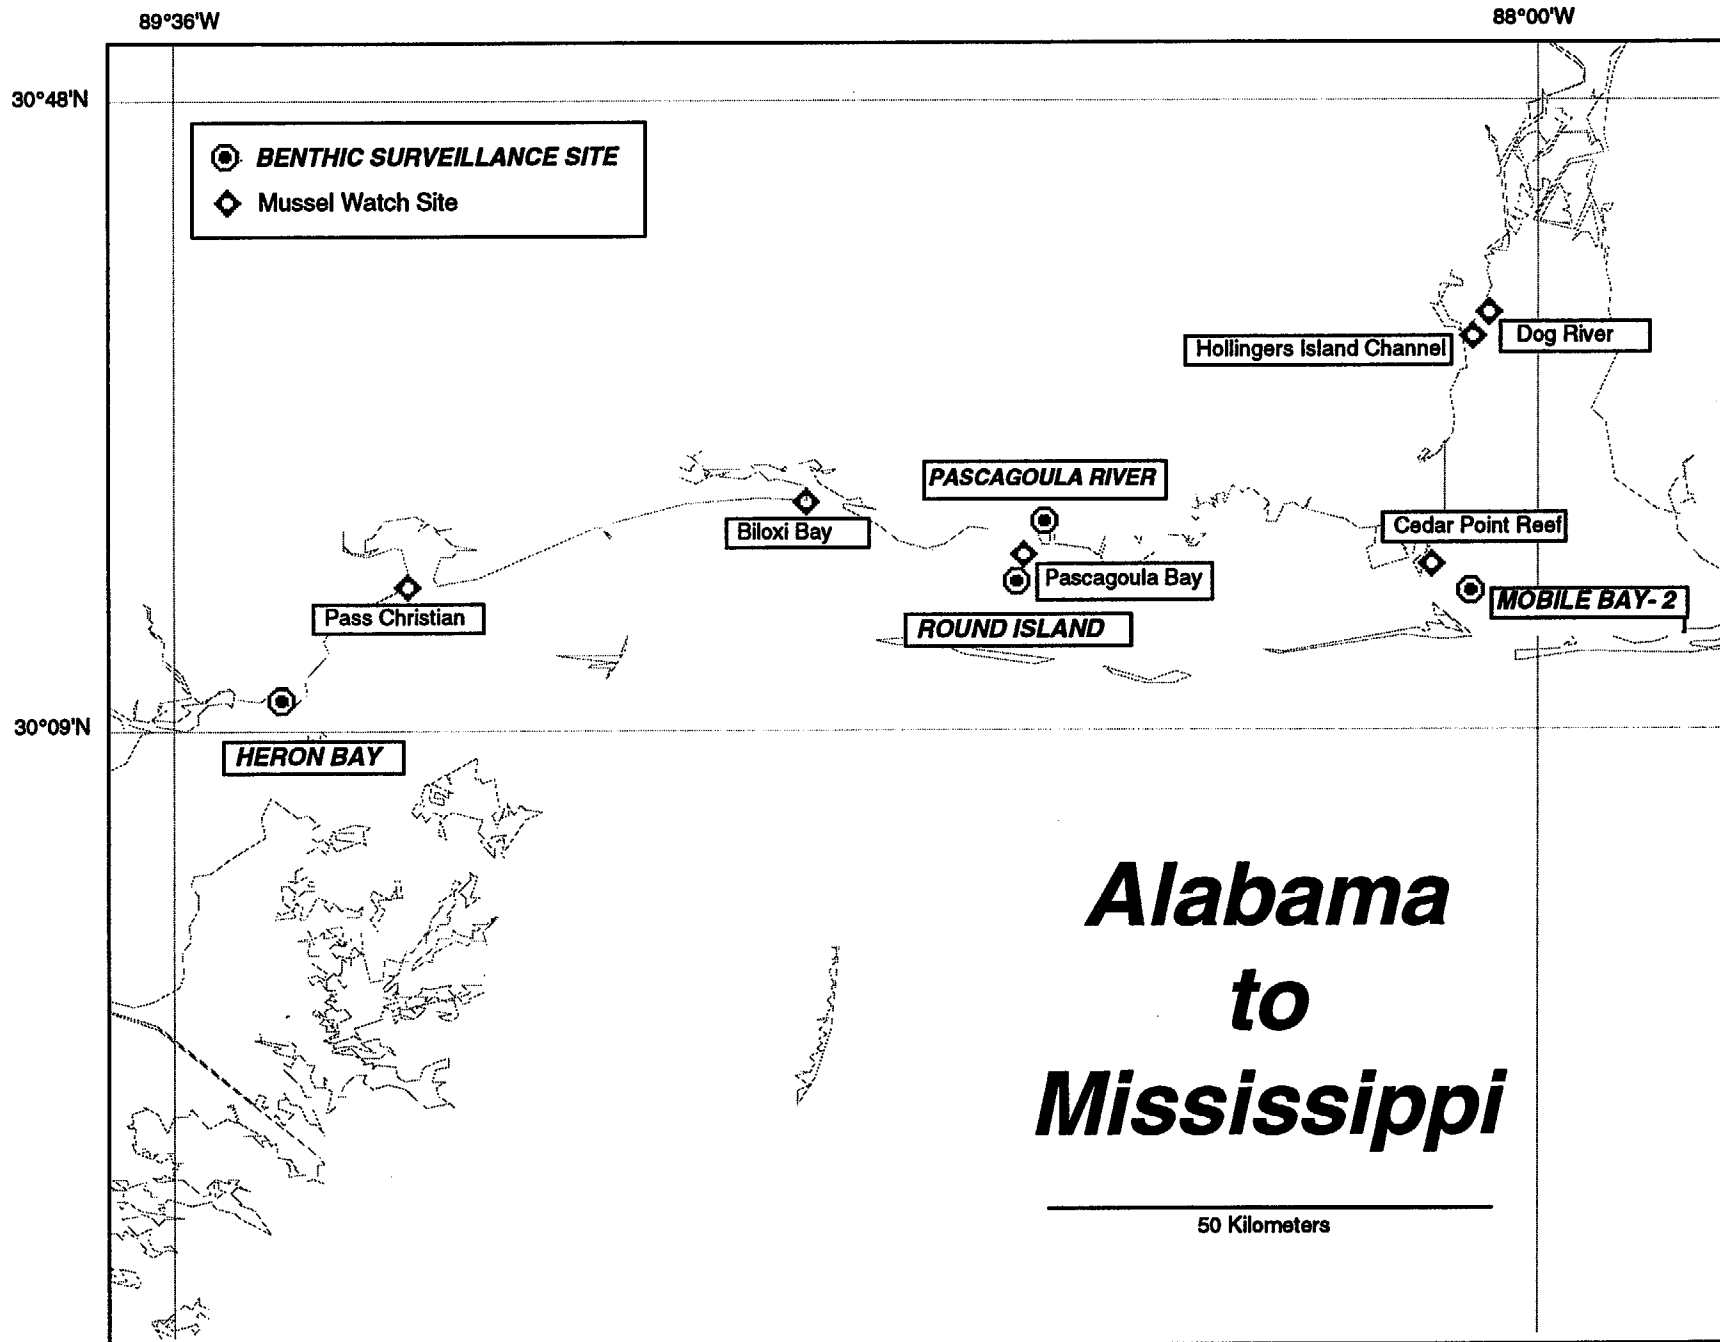 89°36'W
88°00'W
30°48'N
BENTHIC SURVEILLANCE SITE
Mussel Watch Site
Hollingers Island Channel
Dog River
PASCAGOULA RIVER
Biloxi Bay
Cedar Point Reef
Pascagoula Bay
MOBILE BAY- 2
Pass Christian
ROUND ISLAND
30°09'N
HERON BAY
Alabama
to
Mississippi
50 Kilometers